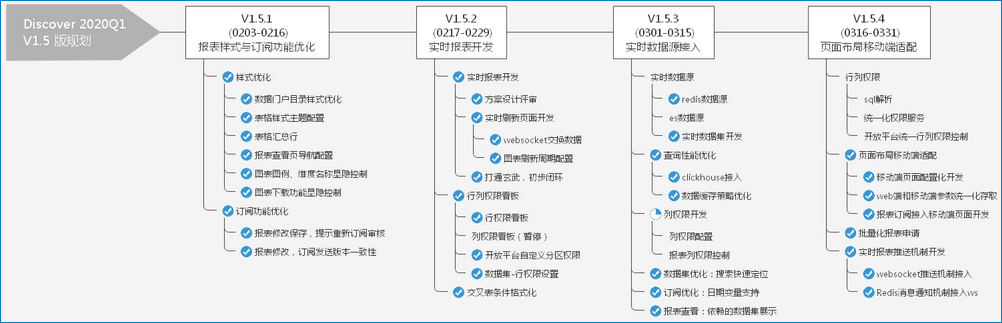 Discover 2020Q1
V1.5 版规划
V1.5.1
(0203-0216)
报表样式与订阅功能优化
样式优化
数据门户目录样式优化
表格样式主题配置
表格汇总行
报表查看页导航配置
图表图例、维度名称显隐控制
图表下载功能显隐控制
订阅功能优化
报表修改保存，提示重新订阅审核
报表修改，订阅发送版本一致性
V1.5.2
(0217-0229)
实时报表开发
实时报表开发
方案设计评审
实时刷新页面开发
websocket交换数据
图表刷新周期配置
打通玄武，初步闭环
行列权限看板
行权限看板
列权限看板（暂停）
开放平台自定义分区权限
数据集-行权限设置
交叉表条件格式化
V1.5.3
(0301-0315)
实时数据源接入
实时数据源
redis数据源
es数据源
实时数据集开发
查询性能优化
clickhouse接入
数据缓存策略优化
列权限开发
列权限配置
报表列权限控制
数据集优化：搜索快速定位
订阅优化：日期变量支持
报表查看：依赖的数据集展示
V1.5.4
(0316-0331)
页面布局移动端适配
行列权限
sql解析
统一化权限服务
开放平台统一行列权限控制
页面布局移动端适配
移动端页面配置化开发
web端和移动端参数统一化存取
报表订阅接入移动端页面开发
批量化报表申请
实时报表推送机制开发
websocket推送机制接入
Redis消息通知机制接入ws